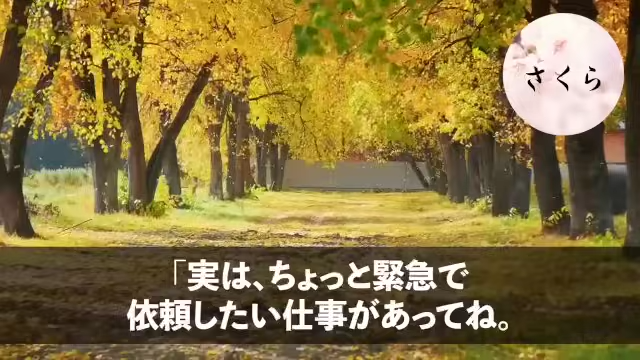 さくら
「実は、ちょっと緊急で
依頼したい仕事があってね。